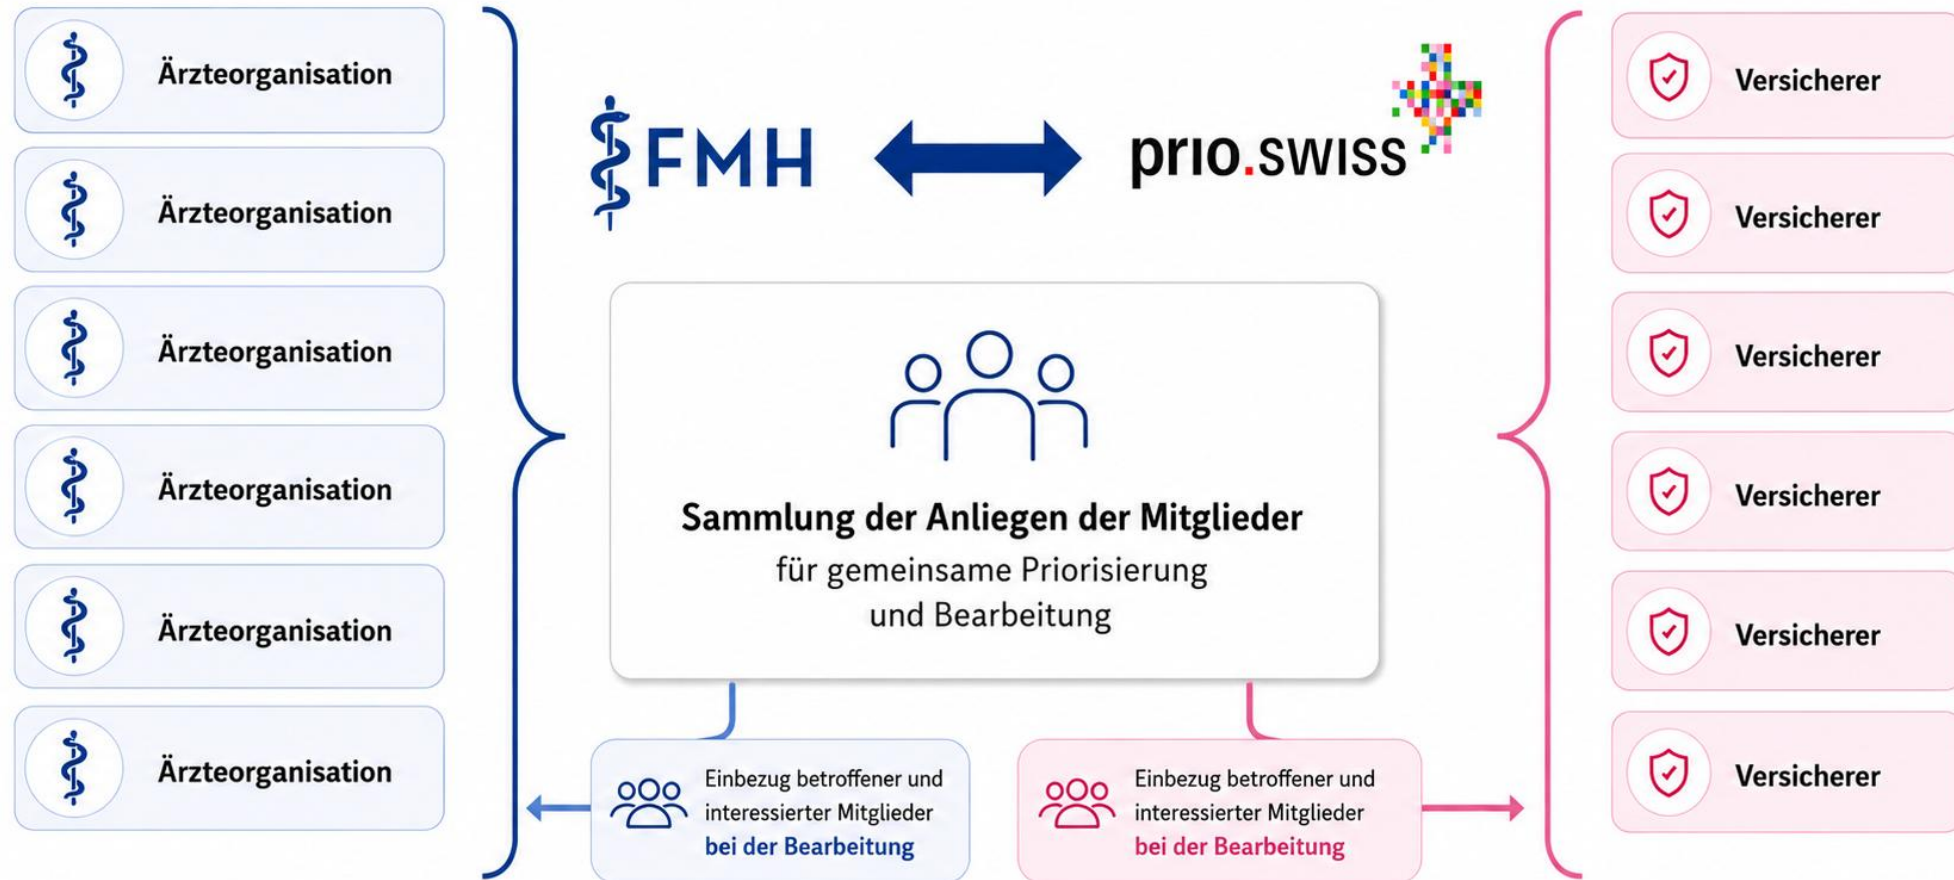 Ärzteorganisation
Ärzteorganisation
Ärzteorganisation
Ärzteorganisation
Ärzteorganisation
Ärzteorganisation
FMH
prio.swiss
Sammlung der Anliegen der Mitglieder
für gemeinsame Priorisierung
und Bearbeitung
Einbezug betroffener und
interessierter Mitglieder
bei der Bearbeitung
Einbezug betroffener und
interessierter Mitglieder
bei der Bearbeitung
Versicherer
Versicherer
Versicherer
Versicherer
Versicherer
Versicherer